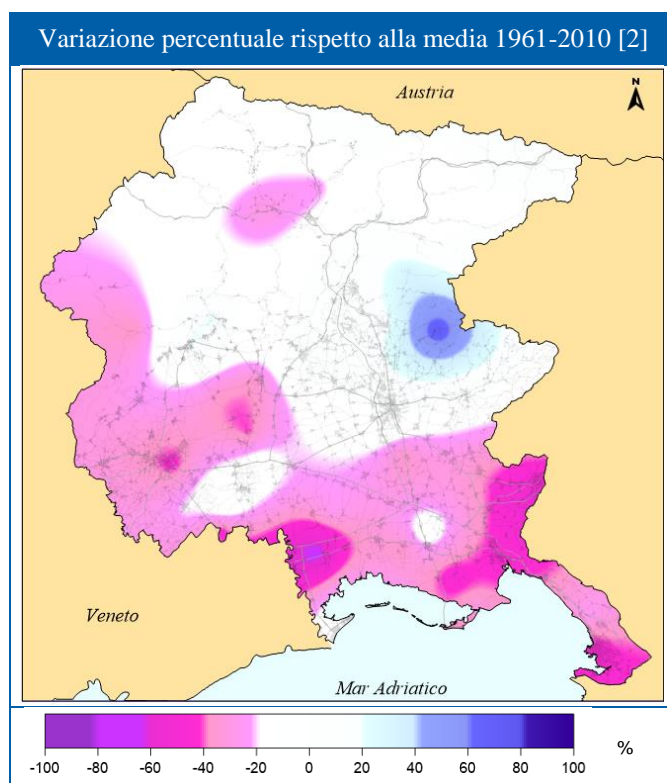 Variazione percentuale rispetto alla media 1961-2010 [2]
Austria
N
Veneto
Mar Adriatico
-100 -80 -60 -40 -20 0 20 40 60 80 100 %